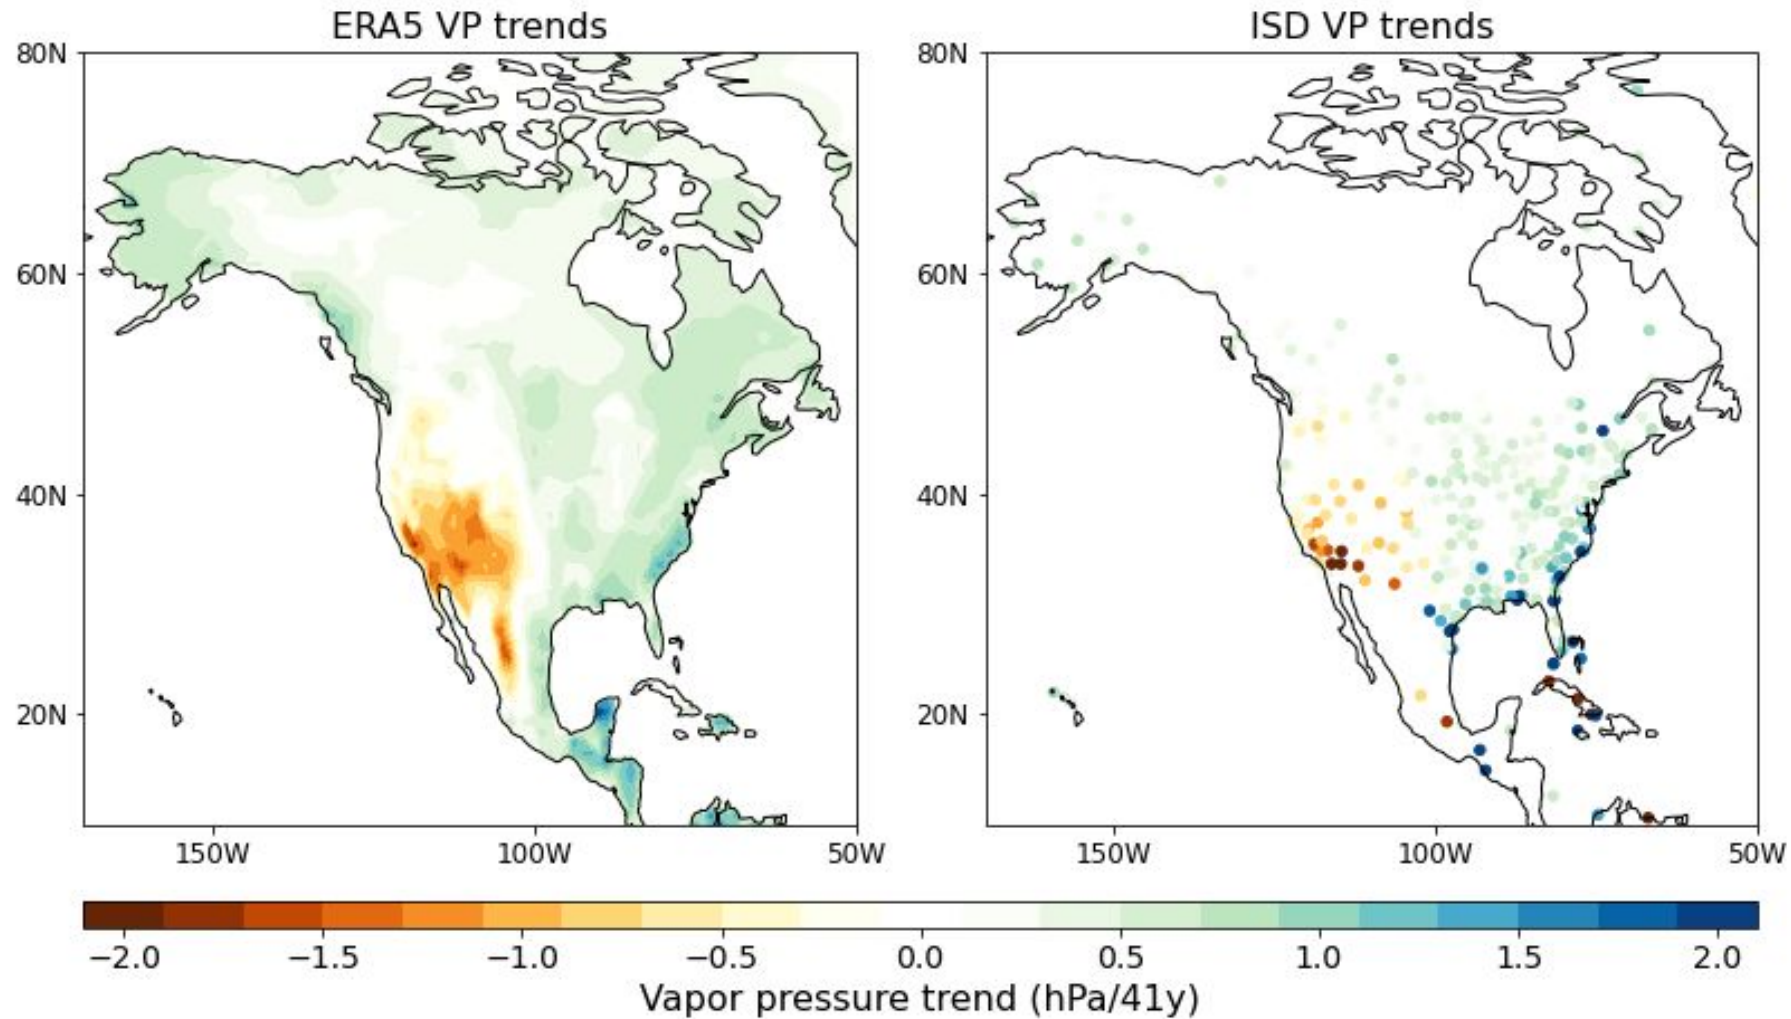 ERA5 VP trends
ISD VP trends
80N
60N
40N
20N
150W
100W
50W
80N
60N
40N
20N
150W
100W
50W
−2.0
−1.5
−1.0
−0.5
0.0
0.5
1.0
1.5
2.0
Vapor pressure trend (hPa/41y)